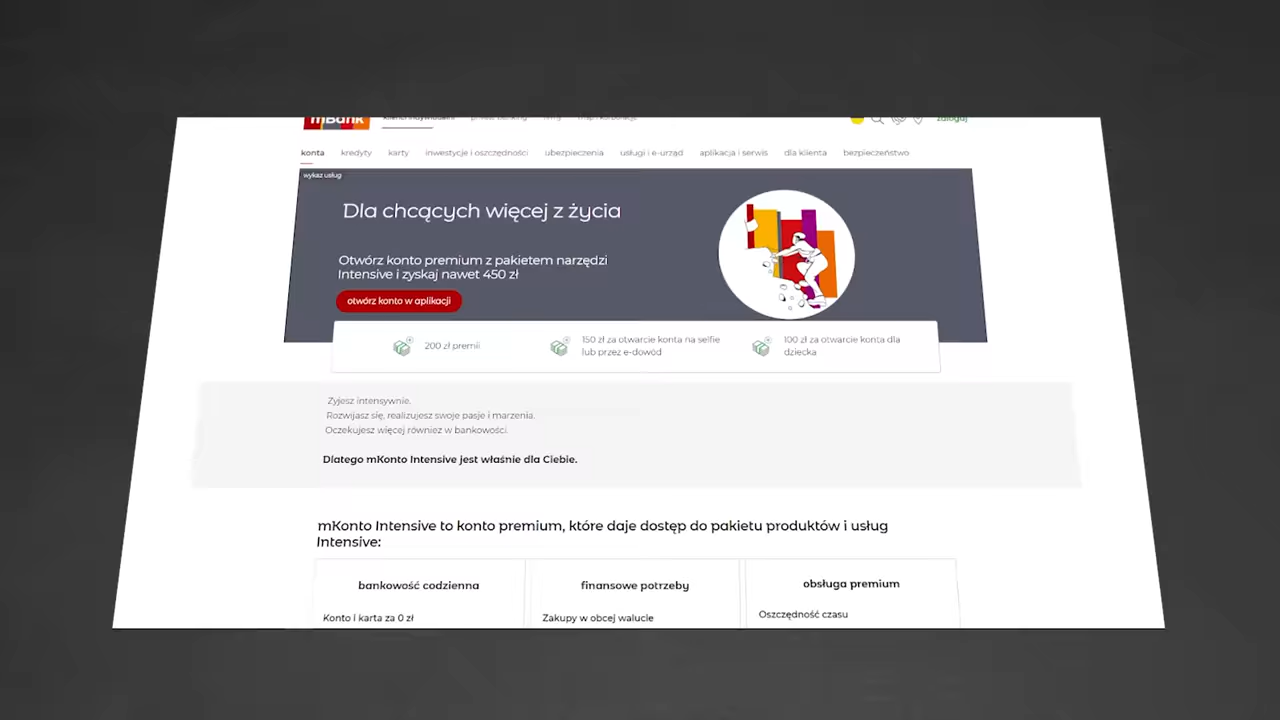 mBank klienci indywidualni private banking firmy zaloguj
konta kredyty karty inwestycje i oszczędności ubezpieczenia usługi i e-urząd aplikacja i serwis dla klienta bezpieczeństwo
wykaz usług
Dla chcących więcej z życia
Otwórz konto premium z pakietem narzędzi
Intensive i zyskaj nawet 450 zł
otwórz konto w aplikacji
200 zł premii
150 zł za otwarcie konta na selfie
lub przez e-dowód
100 zł za otwarcie konta dla
dziecka
Żyjesz intensywnie.
Rozwijasz się, realizujesz swoje pasje i marzenia.
Oczekujesz więcej również w bankowości.
Dlatego mKonto Intensive jest właśnie dla Ciebie.
mKonto Intensive to konto premium, które daje dostęp do pakietu produktów i usług
Intensive:
bankowość codzienna
Konto i karta za 0 zł
finansowe potrzeby
Zakupy w obcej walucie
obsługa premium
Oszczędność czasu